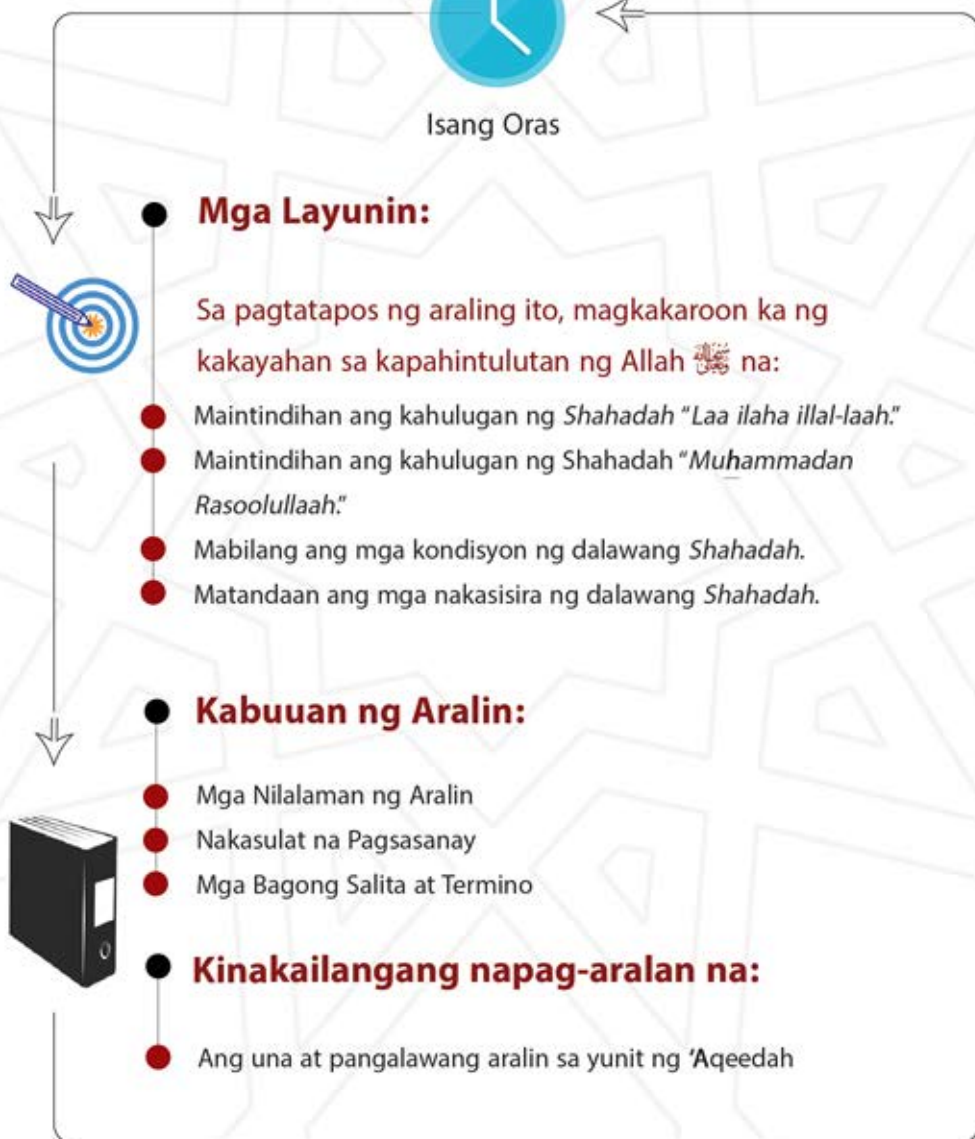 Isang Oras
Mga Layunin:
Sa pagtatapos ng araling ito, magkakaroon ka ng
kakayahan sa kapahintulutan ng Allah سبحانه وتعالى na:
Maintindihan ang kahulugan ng Shahadah “Laa ilaha illal-laah.”
Maintindihan ang kahulugan ng Shahadah “Muhammadan
Rasoolullaah.”
Mabilang ang mga kondisyon ng dalawang Shahadah.
Matandaan ang mga nakasisira ng dalawang Shahadah.
Kabuuan ng Aralin:
Mga Nilalaman ng Aralin
Nakasulat na Pagsasanay
Mga Bagong Salita at Termino
Kinakailangang napag-aralan na:
Ang una at pangalawang aralin sa yunit ng ‘Aqeedah